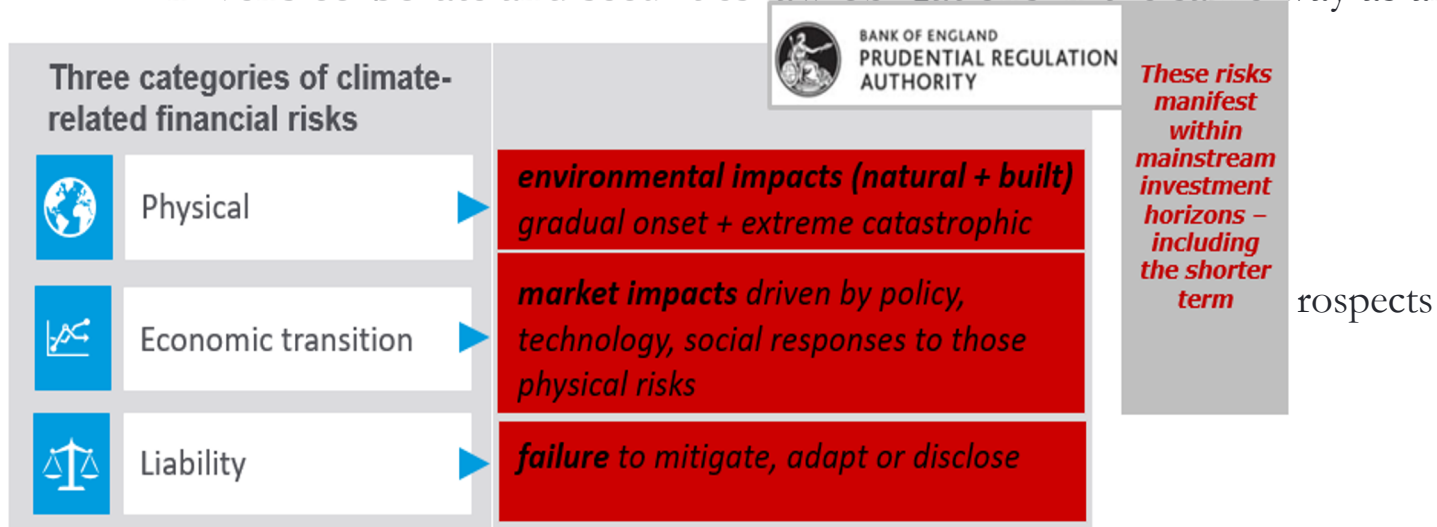 Three categories of climate-
related financial risks
BANK OF ENGLAND
PRUDENTIAL REGULATION
AUTHORITY
Physical
environmental impacts (natural + built)
gradual onset + extreme catastrophic
Economic transition
market impacts driven by policy,
technology, social responses to those
physical risks
Liability
failure to mitigate, adapt or disclose
These risks
manifest
within
mainstream
investment
horizons –
including
the shorter
term
rospects